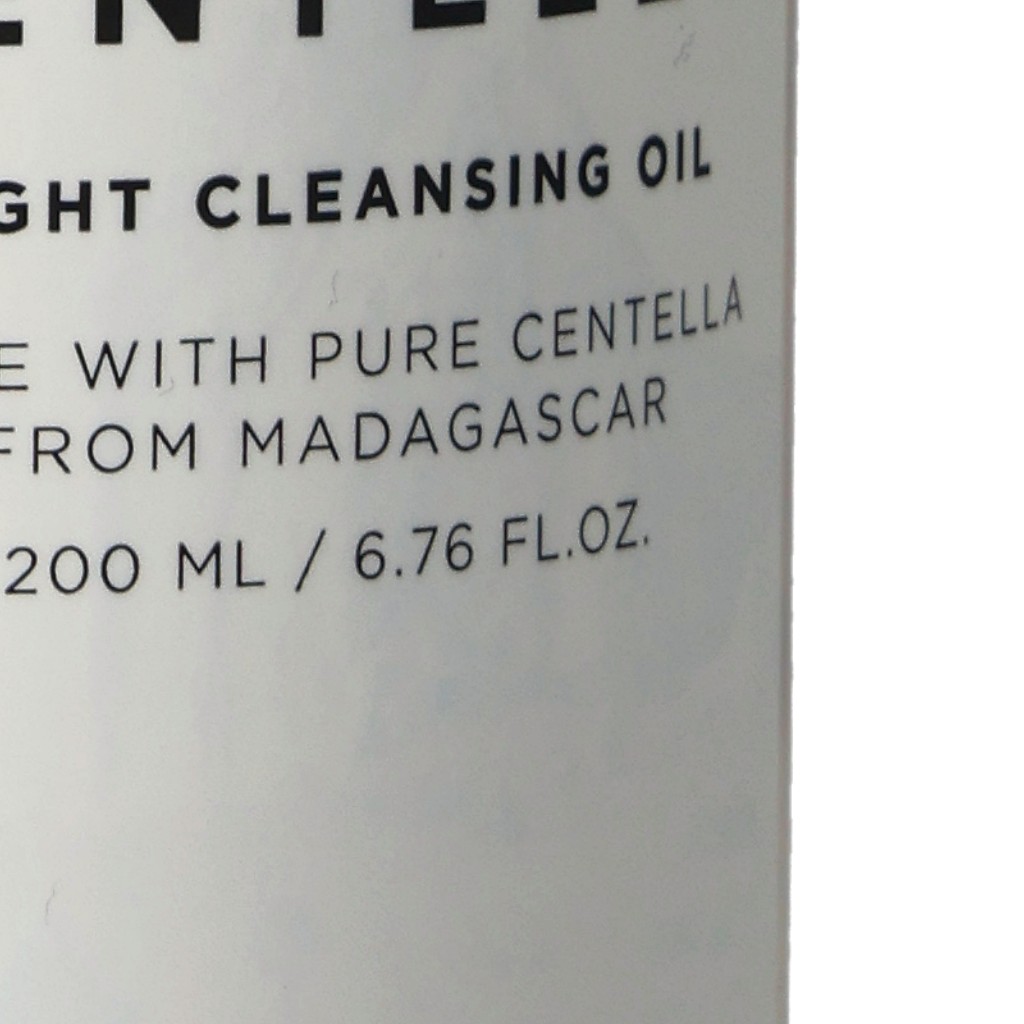 GHT CLEANSING OIL
E WITH PURE CENTELLA
FROM MADAGASCAR
200 ML / 6.76 FL.OZ.